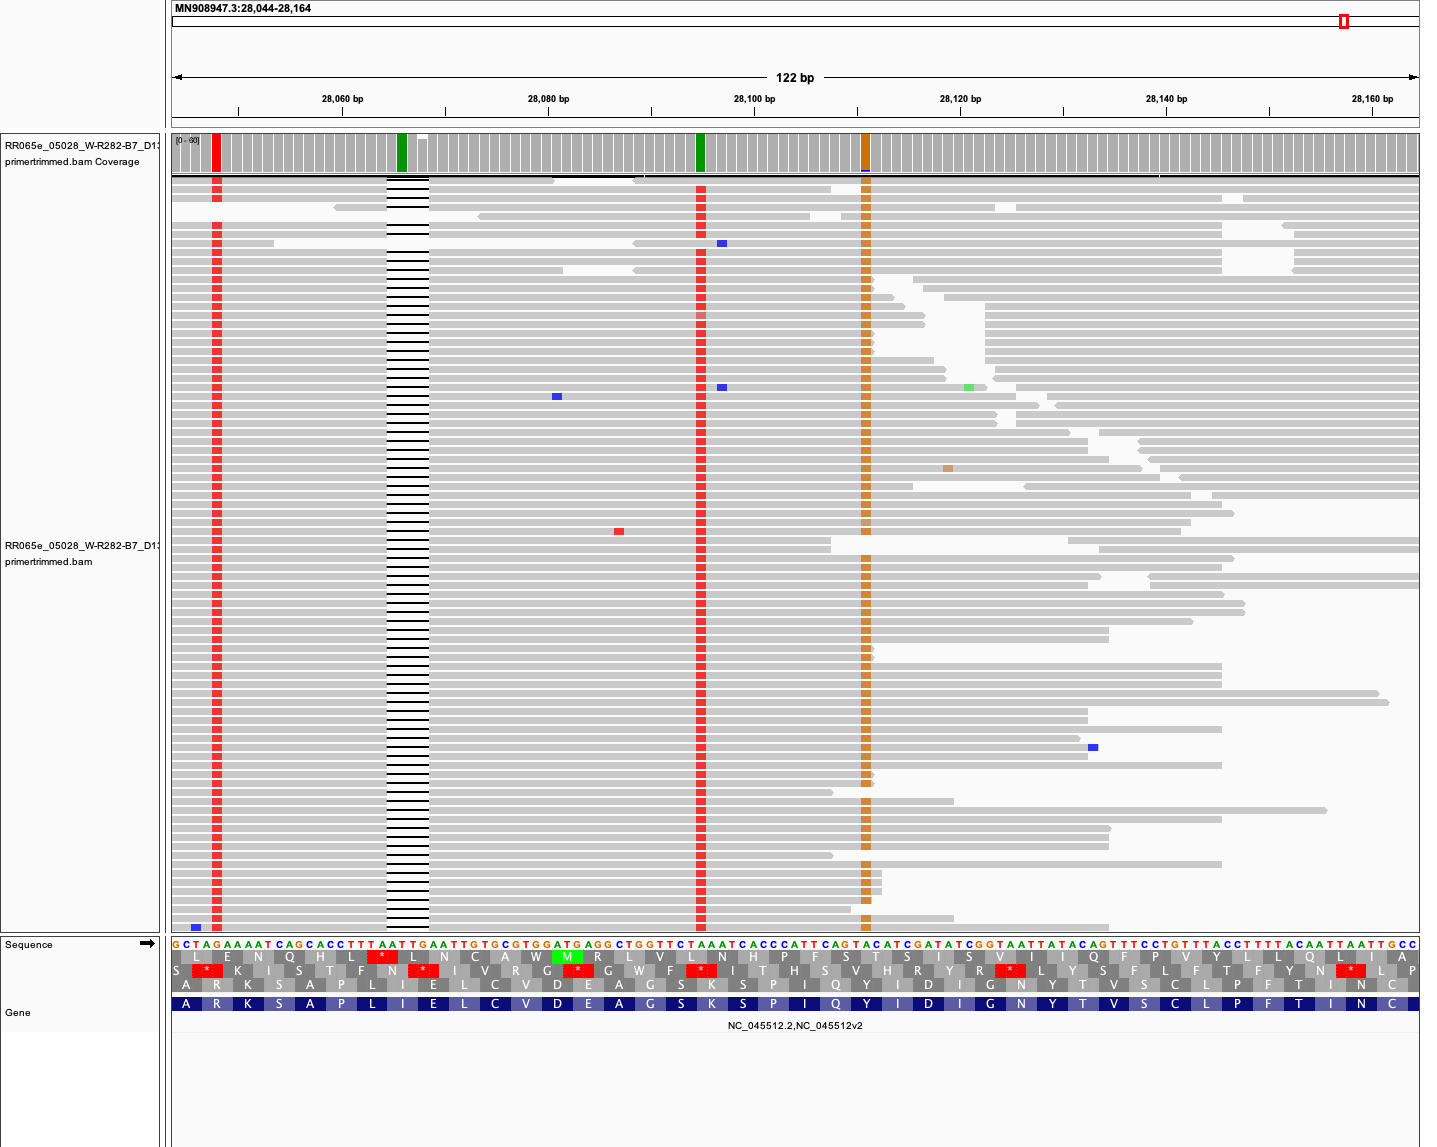 MN908947.3:28,044-28,164
122 bp
28,060 bp 28,080 bp 28,100 bp 28,120 bp 28,140 bp 28,160 bp
RR065e_05028_W-R282-B7_D13
primertrimmed.bam Coverage
[0 - 60]
RR065e_05028_W-R282-B7_D13
primertrimmed.bam
Sequence
GCTAGAAAATCAGCACCTTTAATTGAATTGTGCGTGGATGAGGCTGGTTCTAAATCACCCATTCAGTACATCGATATCGGTAATTATACAGTTTCCTGTTTACCTTTTACAATTAATTGCC
L E N Q H L * L N C A W M R L V L N H P F S T S I S V I I Q F P V Y L L Q L I A
S * K I S T F N * I V R G * G W F * I T H S V H R Y R * L Y S F L F T F Y N * L P
A R K S A P L I E L C V D E A G S K S P I Q Y I D I G N Y T V S C L P F T I N C
Gene
A R K S A P L I E L C V D E A G S K S P I Q Y I D I G N Y T V S C L P F T I N C
NC_045512.2,NC_045512v2